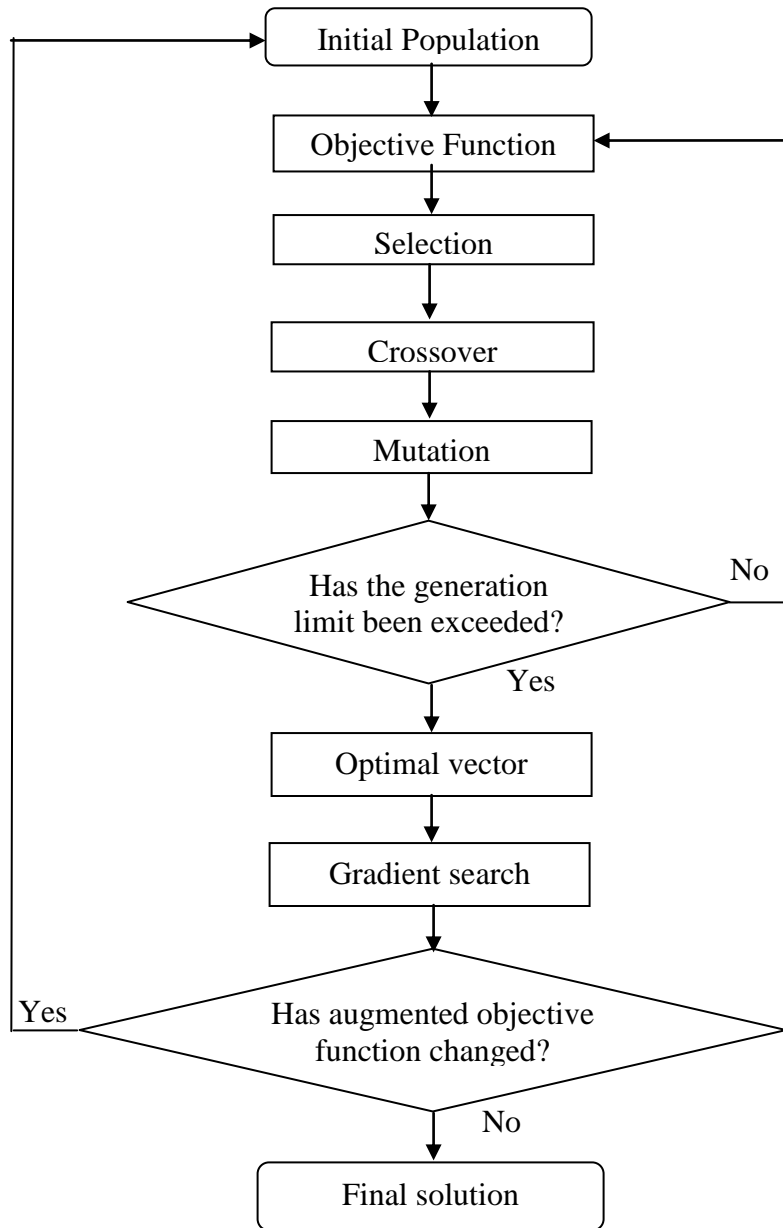 Initial Population
Objective Function
Selection
Crossover
Mutation
Has the generation
limit been exceeded?
No
Yes
Optimal vector
Gradient search
Yes
Has augmented objective
function changed?
No
Final solution